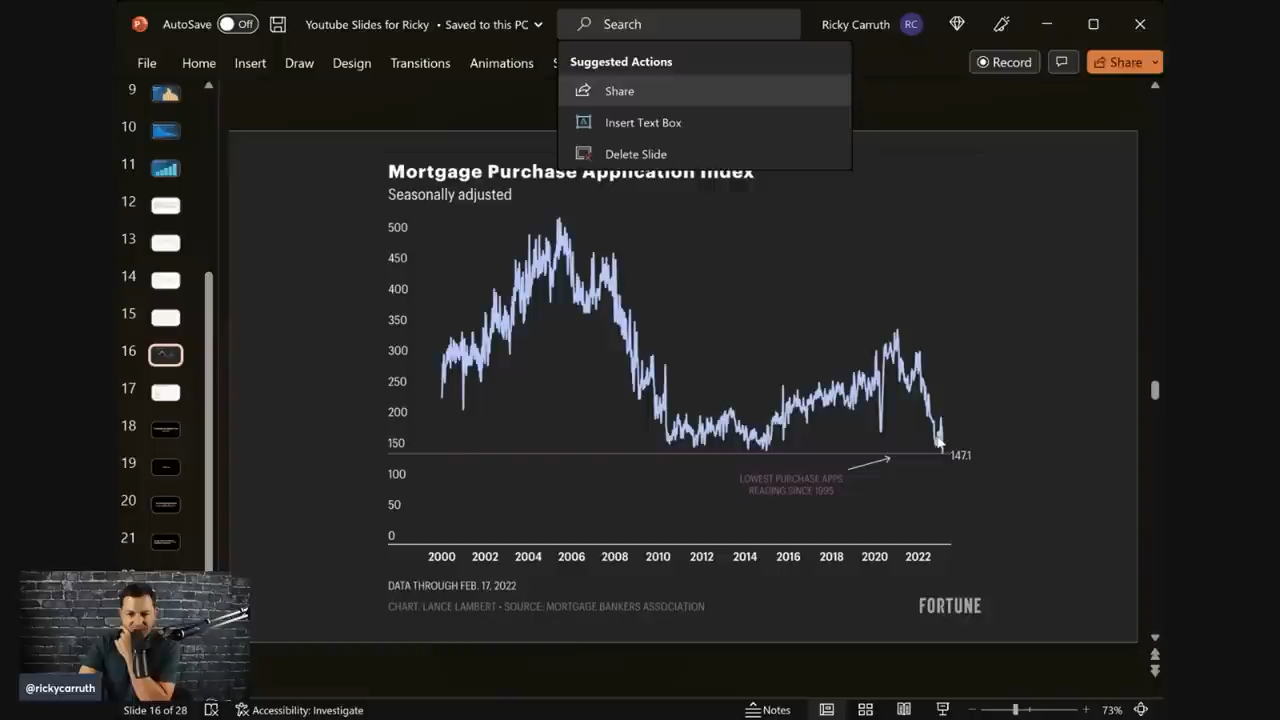 AutoSave Off Youtube Slides for Ricky • Saved to this PC Search Ricky Carruth RC
File Home Insert Draw Design Transitions Animations Record Share
Suggested Actions
Share
Insert Text Box
Delete Slide
9
10
11
12
13
14
15
16
17
18
19
20
21
Mortgage Purchase Application Index
Seasonally adjusted
500
450
400
350
300
250
200
150
100
50
0
147.1
LOWEST PURCHASE APPS
READING SINCE 1995
2000 2002 2004 2006 2008 2010 2012 2014 2016 2018 2020 2022
DATA THROUGH FEB. 17, 2022
CHART: LANCE LAMBERT • SOURCE: MORTGAGE BANKERS ASSOCIATION
FORTUNE
@rickycarruth
Slide 16 of 28 Accessibility: Investigate Notes 73%